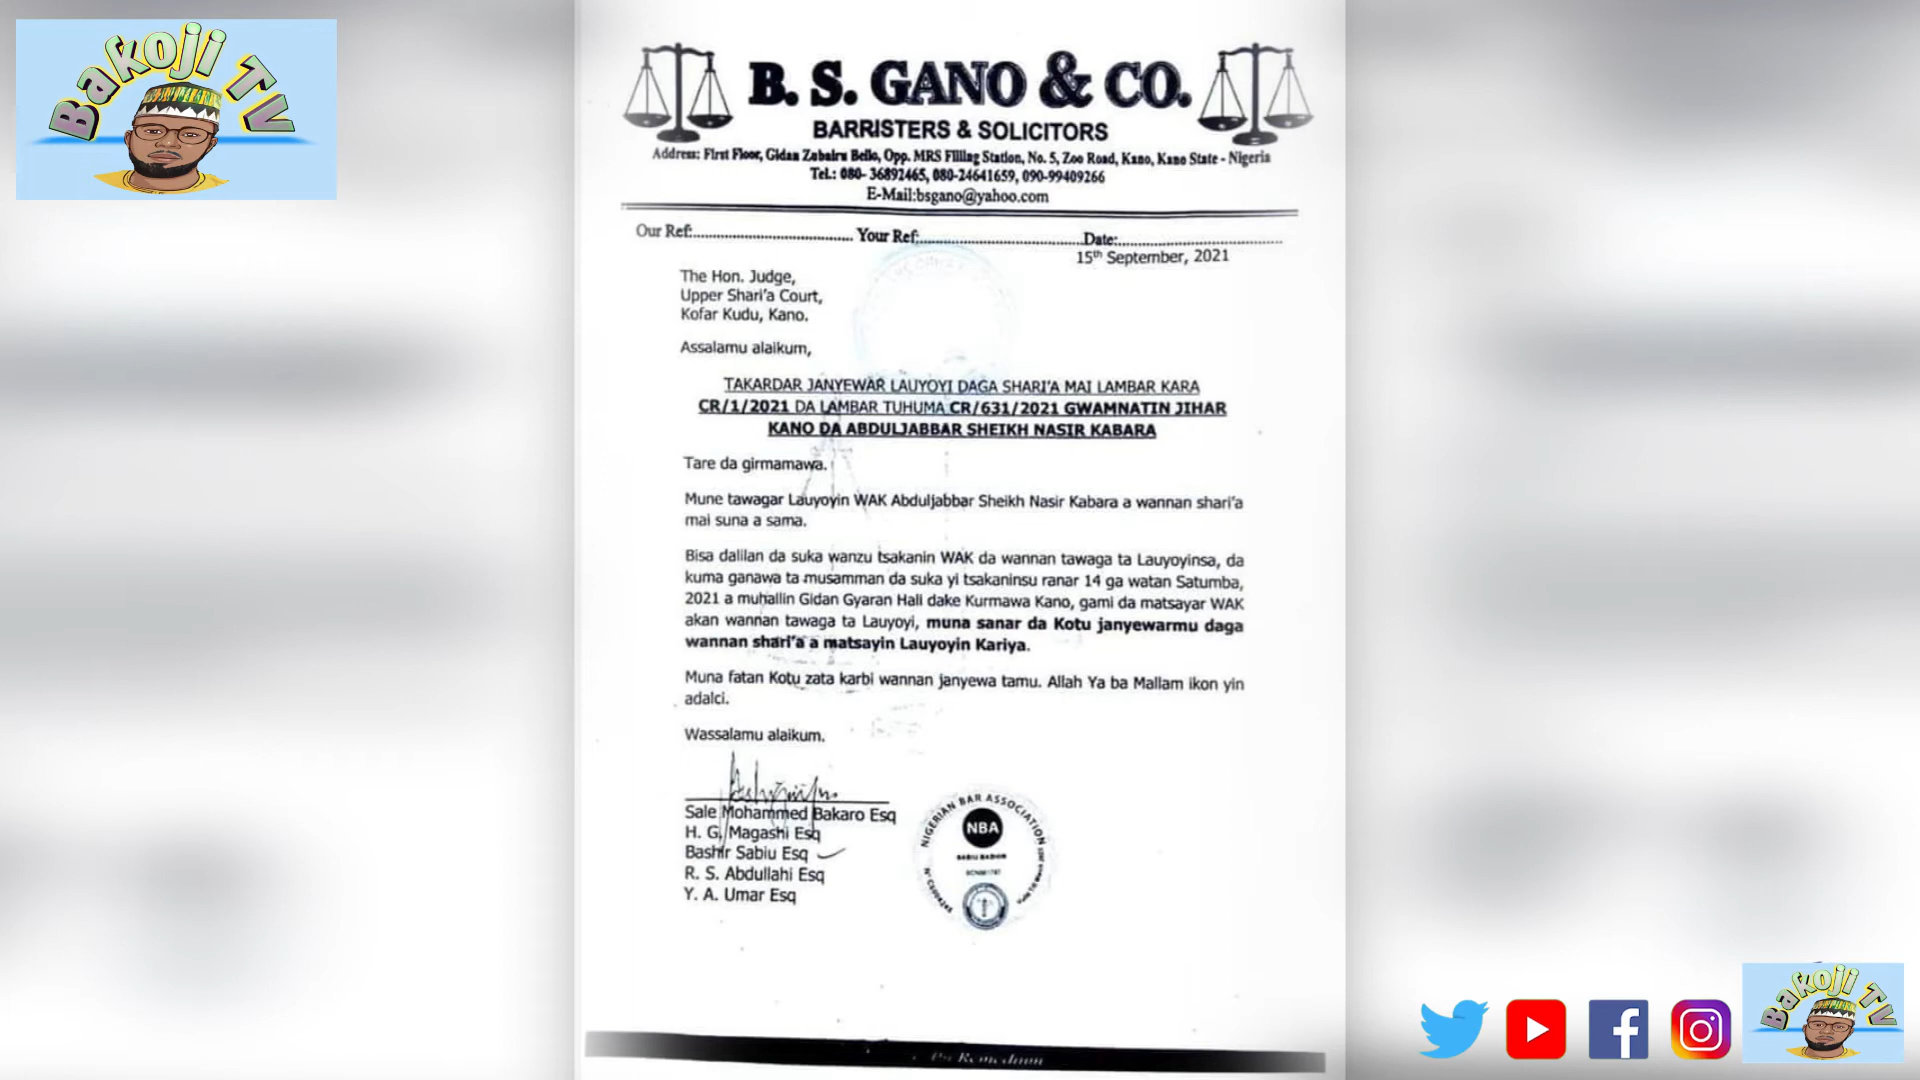 Bakoji TV
B. S. GANO & CO.
BARRISTERS & SOLICITORS
Address: First Floor, Gidan Zabairu Bello, Opp. MRS Filling Station, No. 5, Zoo Road, Kano, Kano State - Nigeria
Tel.: 080- 36892465, 080-24641659, 090-99409266
E-Mail:bsgano@yahoo.com
Our Ref:.................... Your Ref:....................Date:....................
15th September, 2021
The Hon. Judge,
Upper Shari'a Court,
Kofar Kudu, Kano.
Assalamu alaikum,
TAKARDAR JANYEWAR LAUYOYI DAGA SHARI'A MAI LAMBAR KARA
CR/1/2021 DA LAMBAR TUHUMA CR/631/2021 GWAMNATIN JIHAR
KANO DA ABDULJABBAR SHEIKH NASIR KABARA
Tare da girmamawa.
Mune tawagar Lauyoyin WAK Abduljabbar Sheikh Nasir Kabara a wannan shari'a
mai suna a sama.
Bisa dalilan da suka wanzu tsakanin WAK da wannan tawaga ta Lauyoyinsa, da
kuma ganawa ta musamman da suka yi tsakaninsu ranar 14 ga watan Satumba,
2021 a muhallin Gidan Gyaran Hali dake Kurmawa Kano, gami da matsayar WAK
akan wannan tawaga ta Lauyoyi, muna sanar da Kotu janyewarmu daga
wannan shari'a a matsayin Lauyoyin Kariya.
Muna fatan Kotu zata karbi wannan janyewa tamu. Allah Ya ba Mallam ikon yin
adalci.
Wassalamu alaikum.
Sale Mohammed Bakaro Esq
H. G. Magashi Esq
Bashir Sabiu Esq
R. S. Abdullahi Esq
Y. A. Umar Esq
NIGERIAN BAR ASSOCIATION
NBA
SABIU BASHIR
Bakoji TV